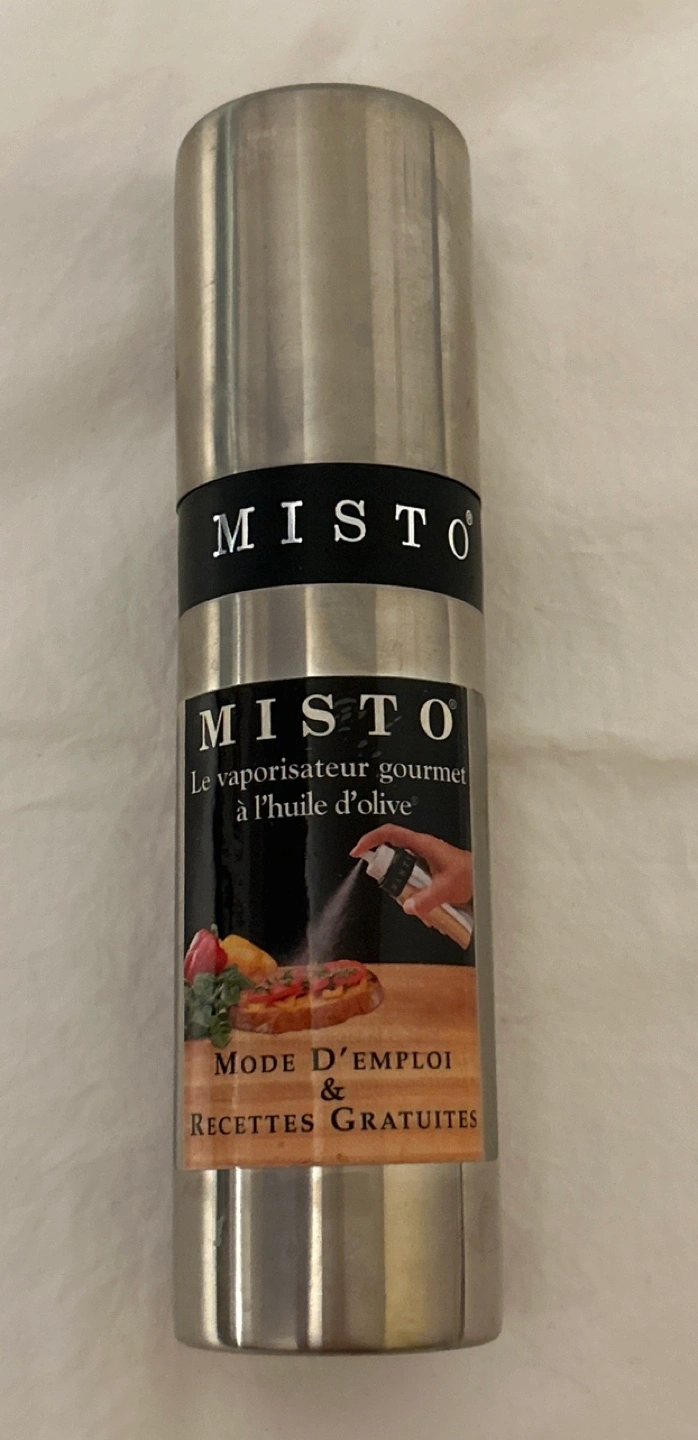 MISTO®
MISTO®
Le vaporisateur gourmet
à l'huile d'olive
MODE D'EMPLOI
&
RECETTES GRATUITES